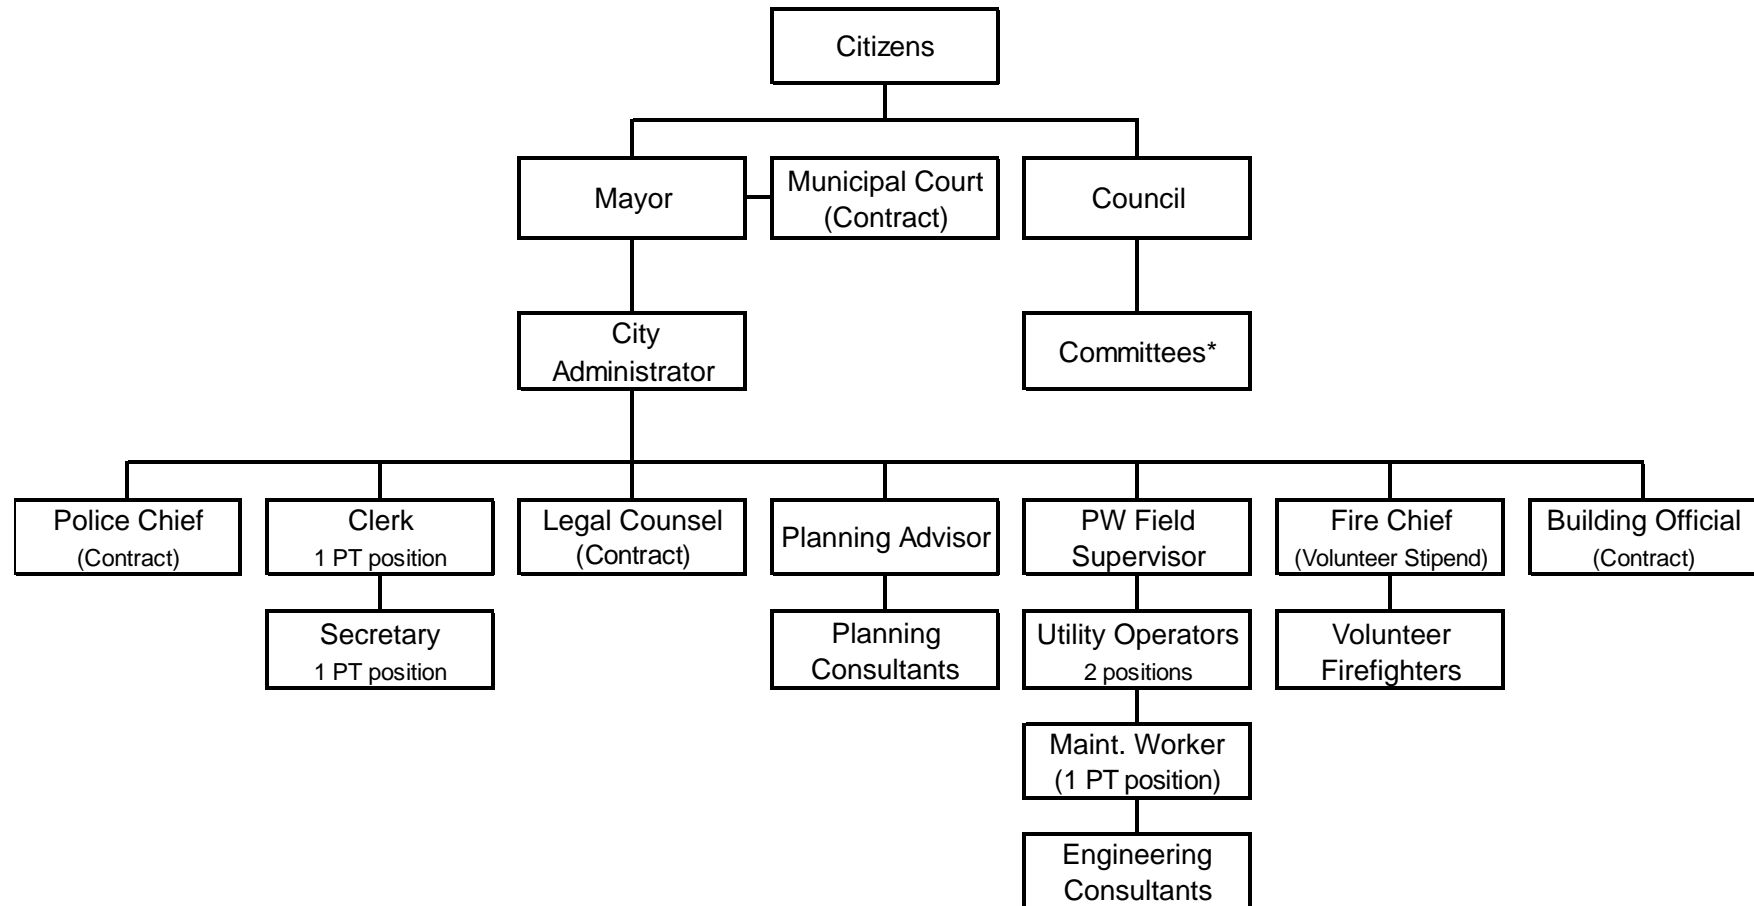 Citizens
Mayor
Municipal Court
(Contract)
Council
City
Administrator
Committees*
Police Chief
(Contract)
Clerk
1 PT position
Legal Counsel
(Contract)
Planning Advisor
PW Field
Supervisor
Fire Chief
(Volunteer Stipend)
Building Official
(Contract)
Secretary
1 PT position
Planning
Consultants
Utility Operators
2 positions
Volunteer
Firefighters
Maint. Worker
(1 PT position)
Engineering
Consultants